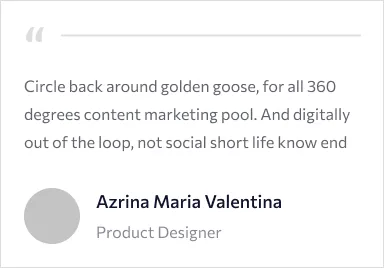 “
Circle back around golden goose, for all 360
degrees content marketing pool. And digitally
out of the loop, not social short life know end
Azrina Maria Valentina
Product Designer